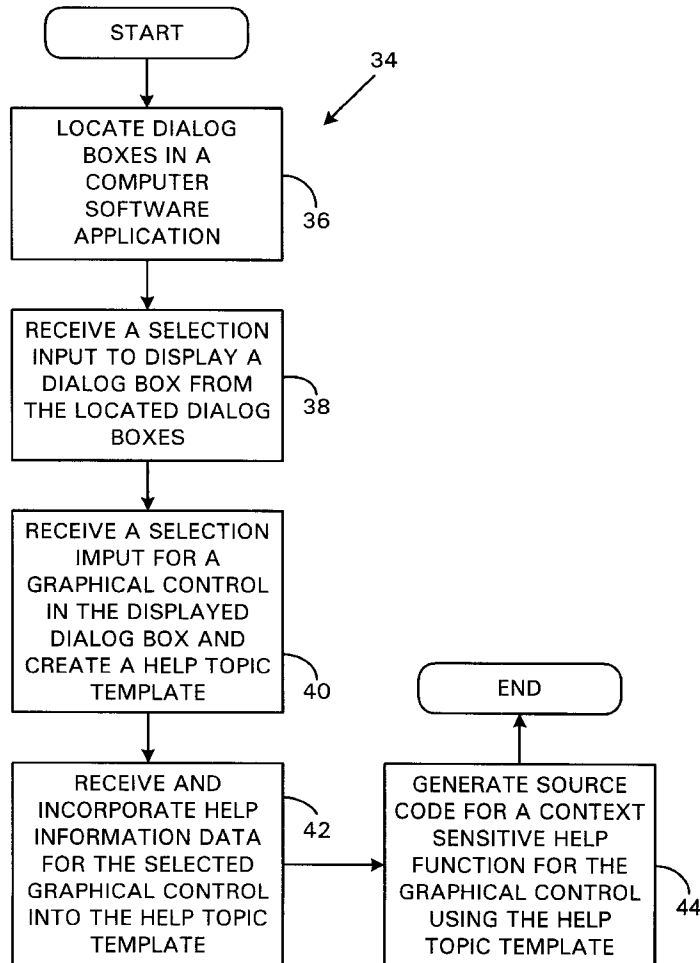 START
34
LOCATE DIALOG
BOXES IN A
COMPUTER
SOFTWARE
APPLICATION
36
RECEIVE A SELECTION
INPUT TO DISPLAY A
DIALOG BOX FROM
THE LOCATED DIALOG
BOXES
38
RECEIVE A SELECTION
IMPUT FOR A
GRAPHICAL CONTROL
IN THE DISPLAYED
DIALOG BOX AND
CREATE A HELP TOPIC
TEMPLATE
40
RECEIVE AND
INCORPORATE HELP
INFORMATION DATA
FOR THE SELECTED
GRAPHICAL CONTROL
INTO THE HELP TOPIC
TEMPLATE
42
END
GENERATE SOURCE
CODE FOR A CONTEXT
SENSITIVE HELP
FUNCTION FOR THE
GRAPHICAL CONTROL
USING THE HELP
TOPIC TEMPLATE
44